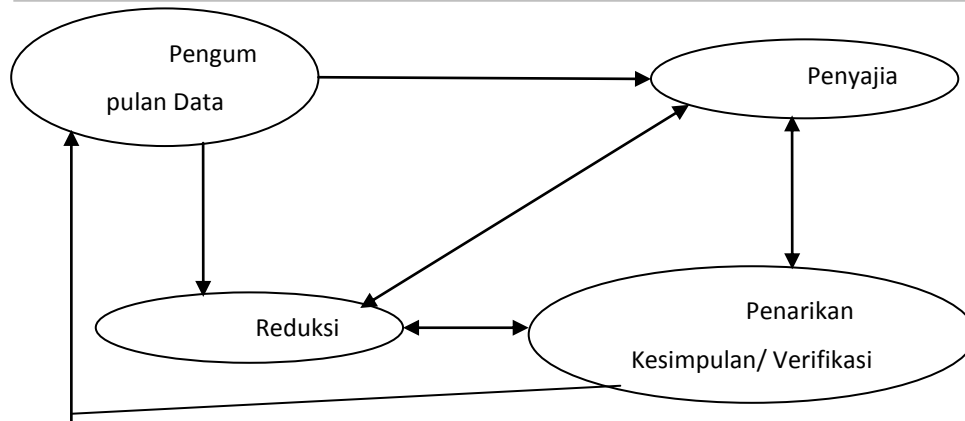 Pengum
pulan Data
Penyajia
Reduksi
Penarikan
Kesimpulan/ Verifikasi